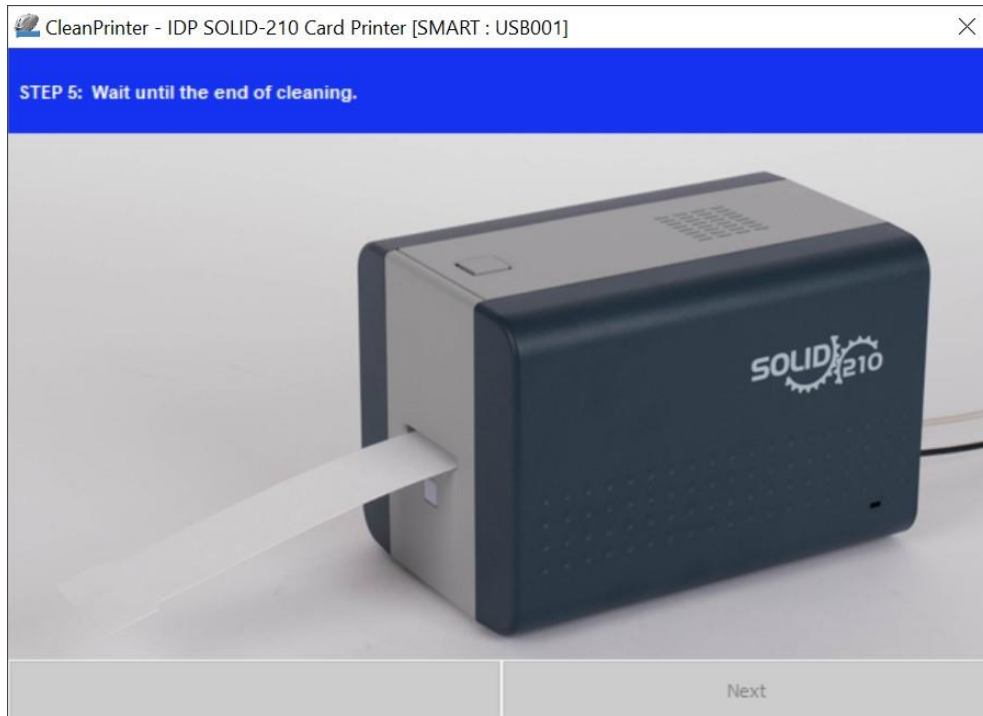 CleanPrinter - IDP SOLID-210 Card Printer [SMART : USB001]
STEP 5: Wait until the end of cleaning.
SOLID 210
Next